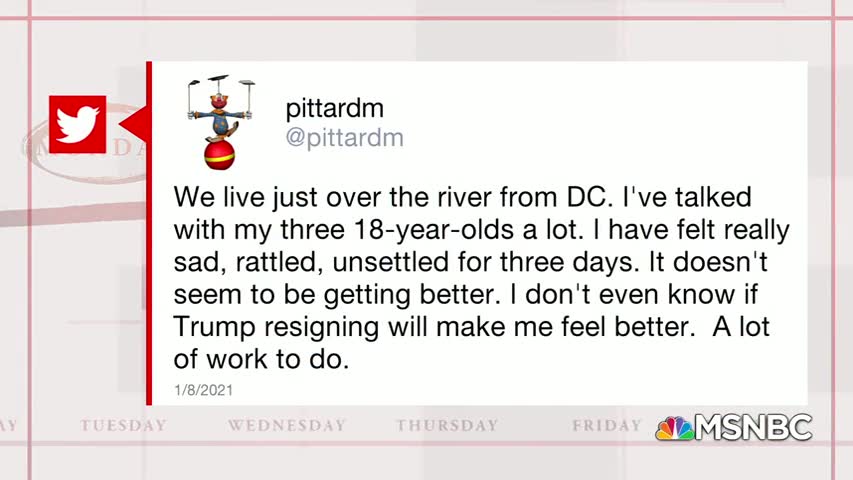 pittardm
@pittardm
We live just over the river from DC. I've talked
with my three 18-year-olds a lot. I have felt really
sad, rattled, unsettled for three days. It doesn't
seem to be getting better. I don't even know if
Trump resigning will make me feel better.  A lot
of work to do.
1/8/2021
AY TUESDAY WEDNESDAY THURSDAY FRIDAY
MSNBC